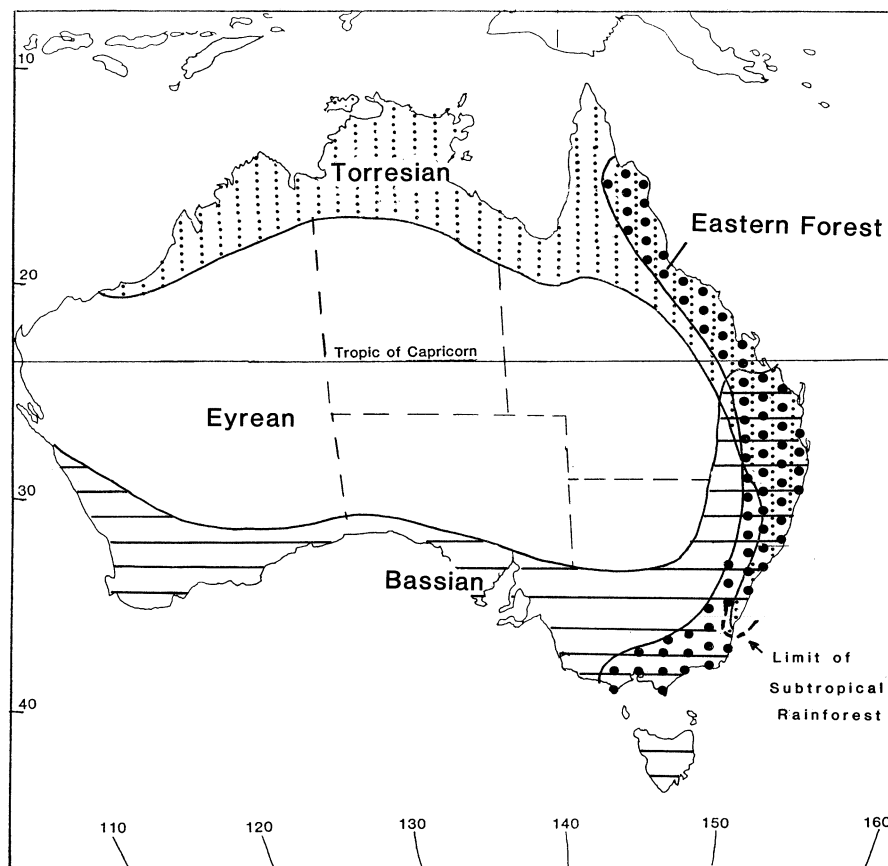 10
Torresian
Eastern Forest
20
Tropic of Capricorn
Eyrean
30
Bassian
Limit of
Subtropical
Rainforest
40
110
120
130
140
150
160